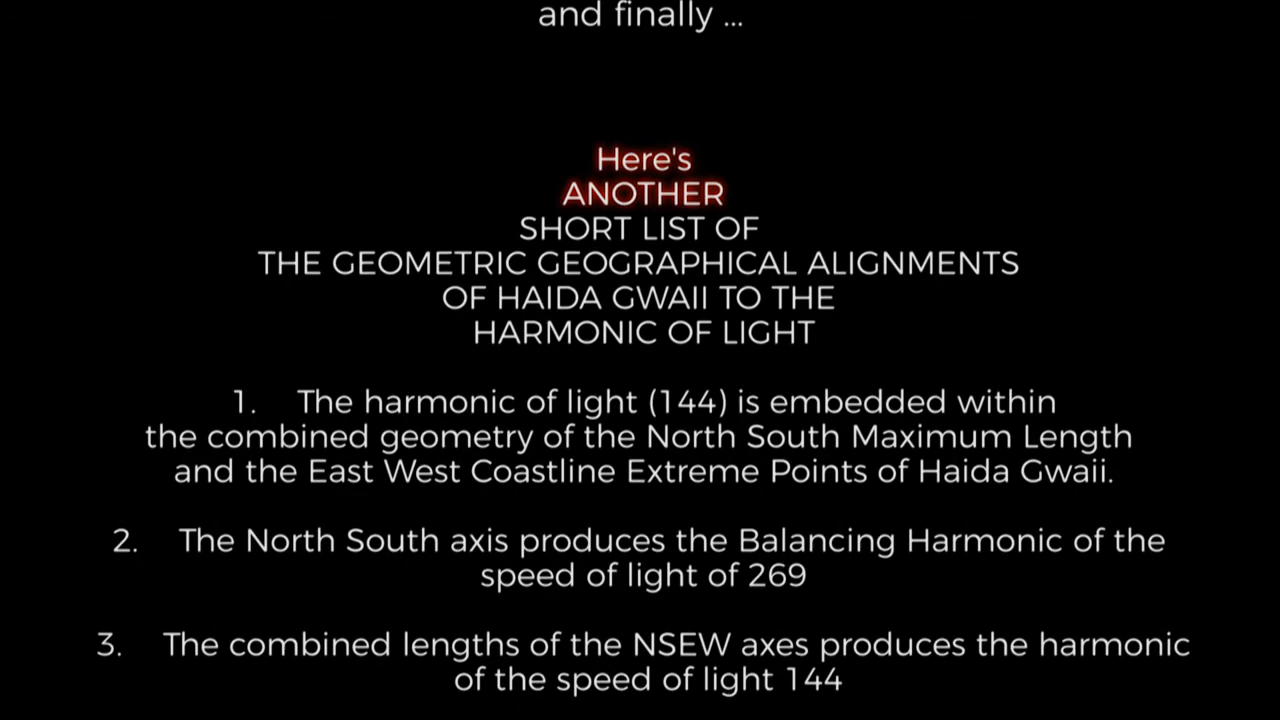 and finally ...
Here's
ANOTHER
SHORT LIST OF
THE GEOMETRIC GEOGRAPHICAL ALIGNMENTS
OF HAIDA GWAII TO THE
HARMONIC OF LIGHT
1. The harmonic of light (144) is embedded within
the combined geometry of the North South Maximum Length
and the East West Coastline Extreme Points of Haida Gwaii.
2. The North South axis produces the Balancing Harmonic of the
speed of light of 269
3. The combined lengths of the NSEW axes produces the harmonic
of the speed of light 144